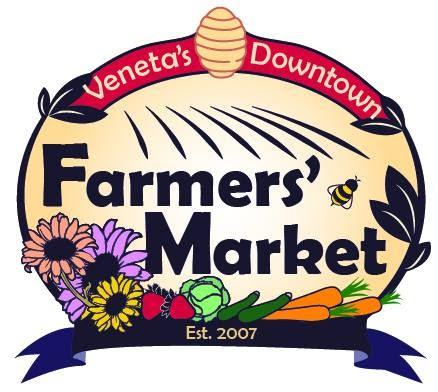 Veneta's Downtown
Farmers'
Market
Est. 2007